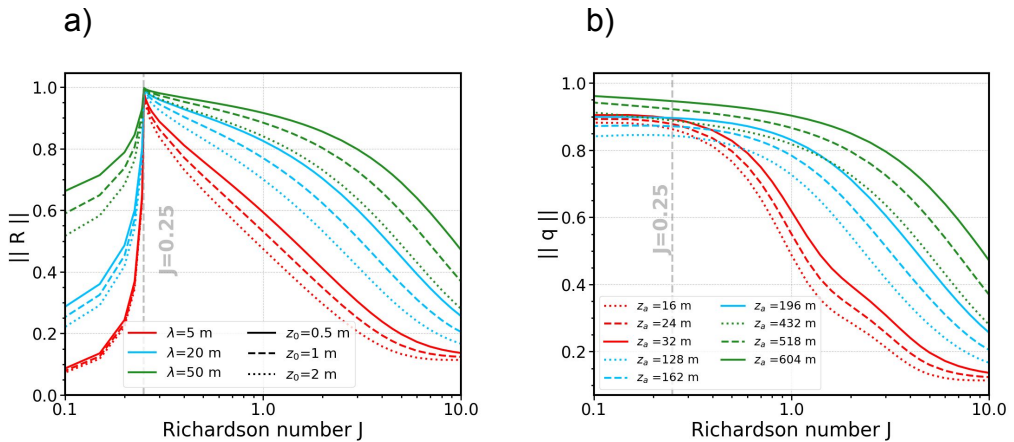 a)
b)
1.0
0.8
0.6
0.4
0.2
0.0
|| R ||
J=0.25
λ=5 m
λ=20 m
λ=50 m
z₀=0.5 m
z₀=1 m
z₀=2 m
0.1
1.0
10.0
Richardson number J
1.0
0.8
0.6
0.4
0.2
|| q ||
J=0.25
zₐ =16 m
zₐ =24 m
zₐ =32 m
zₐ =128 m
zₐ =162 m
zₐ =196 m
zₐ =432 m
zₐ =518 m
zₐ =604 m
0.1
1.0
10.0
Richardson number J